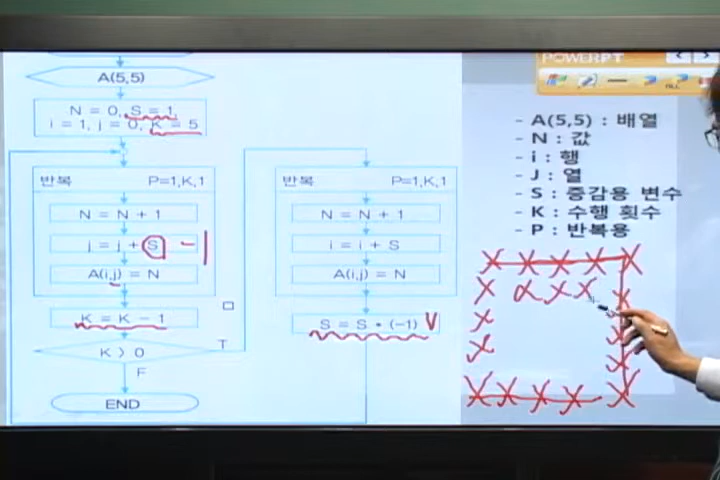 A(5,5)
N = 0, S = 1,
i = 1, j = 0, K = 5
반복 P=1,K,1
N = N + 1
j = j + S
A(i,j) = N
K = K - 1
K > 0
T
F
END
반복 P=1,K,1
N = N + 1
i = i + S
A(i,j) = N
S = S * (-1)
POWERPT
- A(5,5) : 배열
- N : 값
- i : 행
- J : 열
- S : 증감용 변수
- K : 수행 횟수
- P : 반복용